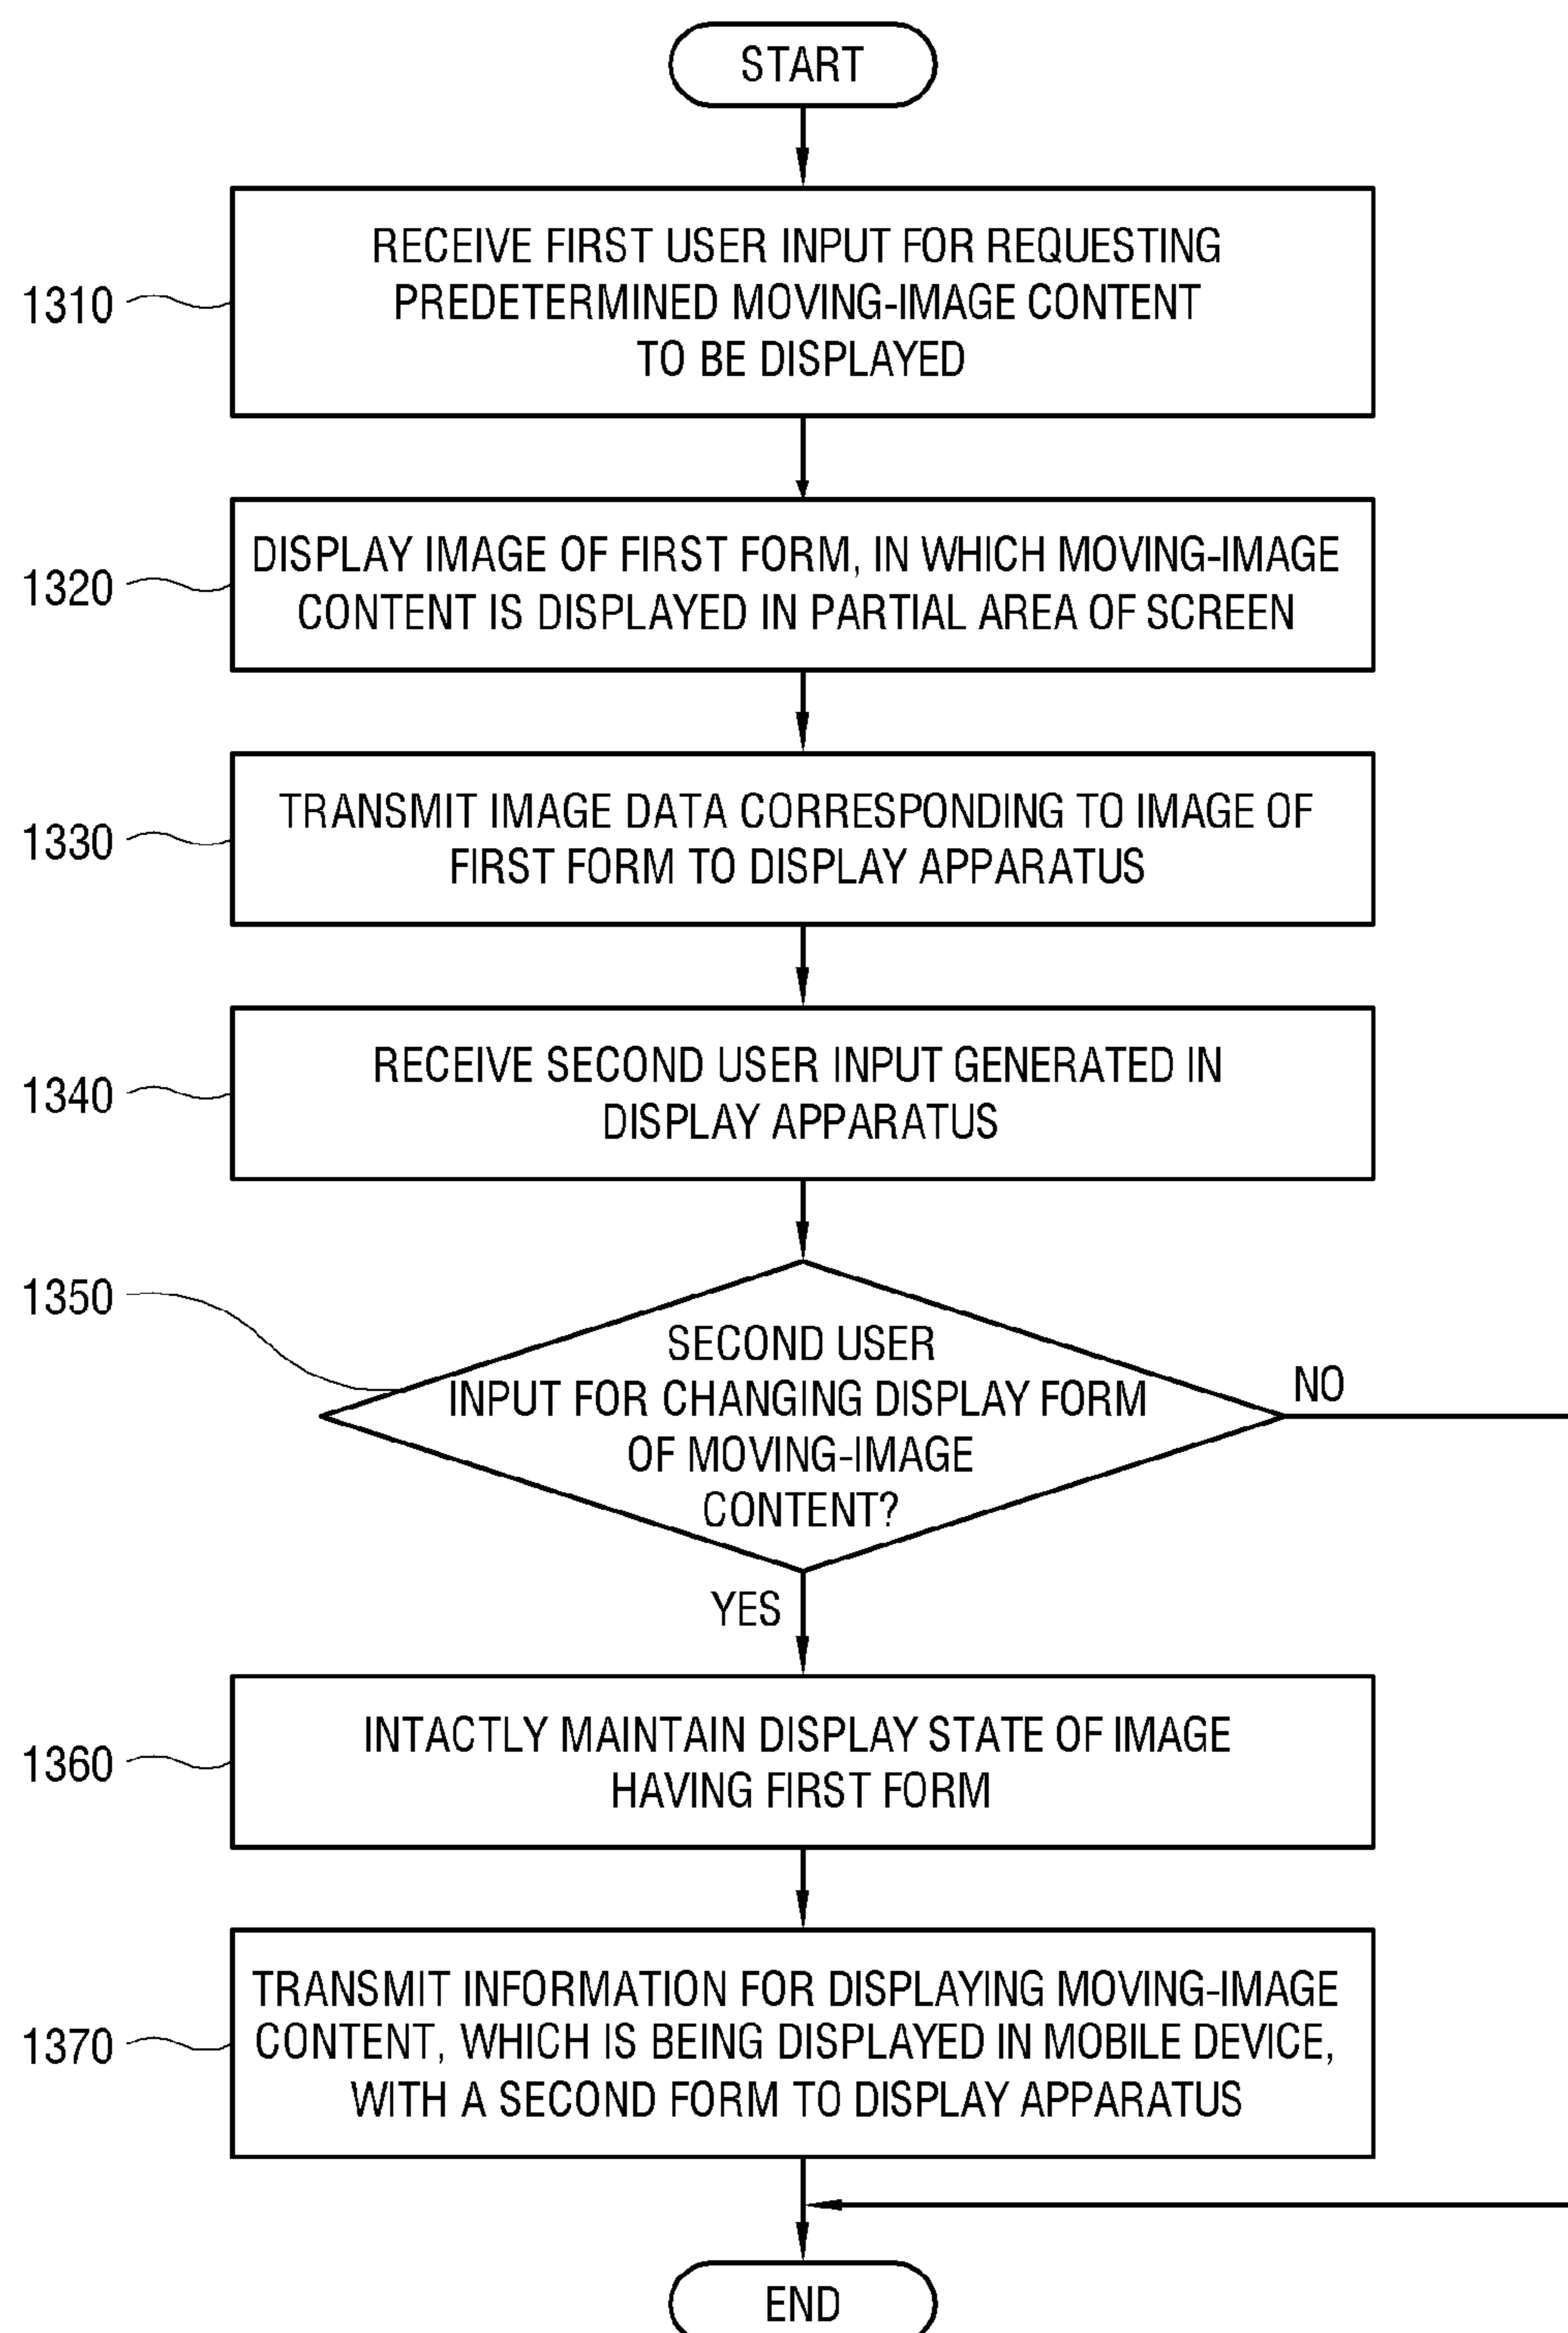 START
1310
RECEIVE FIRST USER INPUT FOR REQUESTING
PREDETERMINED MOVING-IMAGE CONTENT
TO BE DISPLAYED
1320
DISPLAY IMAGE OF FIRST FORM, IN WHICH MOVING-IMAGE
CONTENT IS DISPLAYED IN PARTIAL AREA OF SCREEN
1330
TRANSMIT IMAGE DATA CORRESPONDING TO IMAGE OF
FIRST FORM TO DISPLAY APPARATUS
1340
RECEIVE SECOND USER INPUT GENERATED IN
DISPLAY APPARATUS
1350
SECOND USER
INPUT FOR CHANGING DISPLAY FORM
OF MOVING-IMAGE
CONTENT?
NO
YES
1360
INTACTLY MAINTAIN DISPLAY STATE OF IMAGE
HAVING FIRST FORM
1370
TRANSMIT INFORMATION FOR DISPLAYING MOVING-IMAGE
CONTENT, WHICH IS BEING DISPLAYED IN MOBILE DEVICE,
WITH A SECOND FORM TO DISPLAY APPARATUS
END